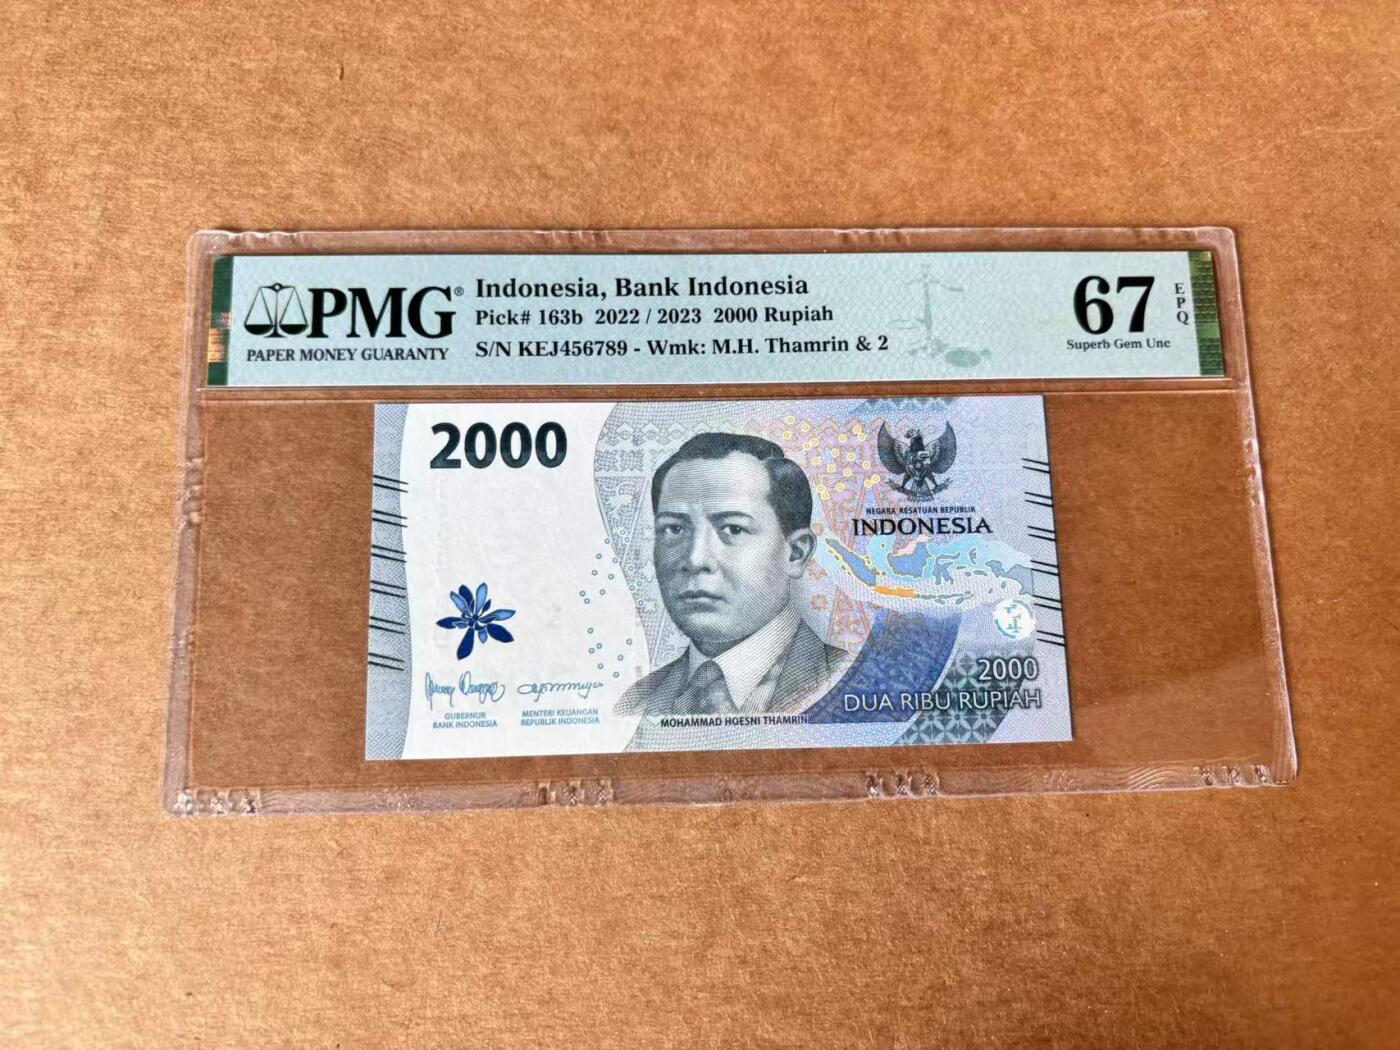 PMG®
PAPER MONEY GUARANTY
Indonesia, Bank Indonesia
Pick# 163b 2022 / 2023 2000 Rupiah
S/N KEJ456789 - Wmk: M.H. Thamrin & 2
67
EPQ
Superb Gem Unc
2000
NEGARA KESATUAN REPUBLIK
INDONESIA
2000
DUA RIBU RUPIAH
GUBERNUR
BANK INDONESIA
MENTERI KEUANGAN
REPUBLIK INDONESIA
MOHAMMAD HOESNI THAMRIN